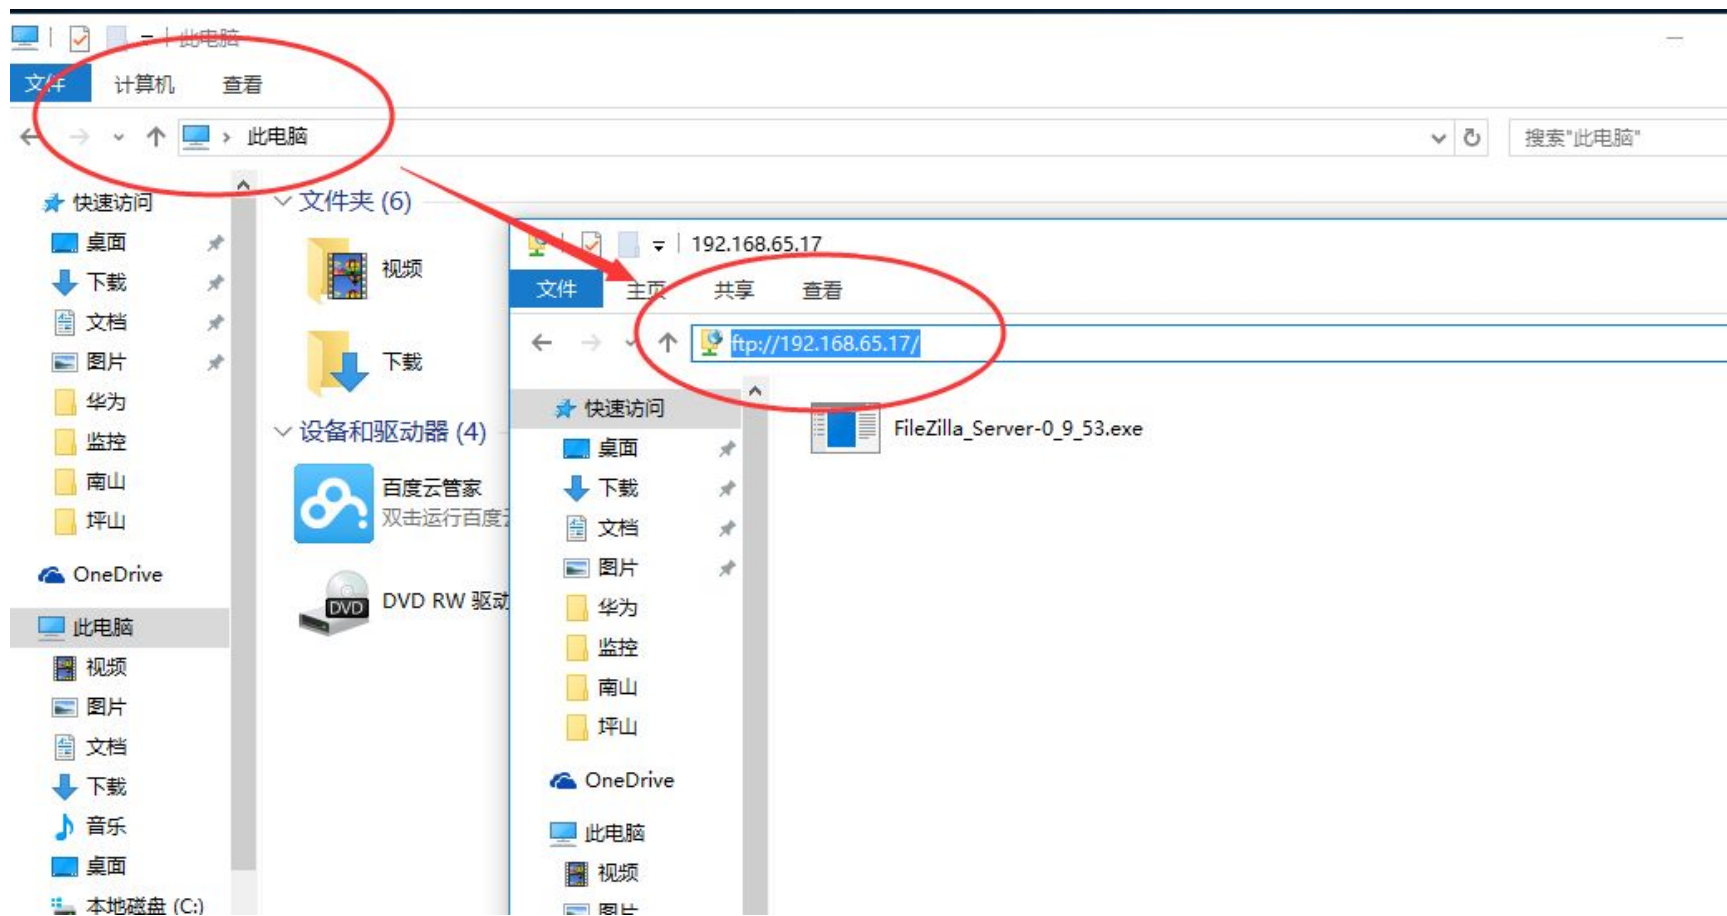 此电脑
文件 计算机 查看
此电脑
搜索"此电脑"
快速访问
桌面
下载
文档
图片
华为
监控
南山
坪山
OneDrive
此电脑
视频
图片
文档
下载
音乐
桌面
本地磁盘 (C:)
文件夹 (6)
视频
下载
设备和驱动器 (4)
百度云管家
双击运行百度
DVD
DVD RW 驱动
192.168.65.17
文件 主页 共享 查看
ftp://192.168.65.17/
快速访问
桌面
下载
文档
图片
华为
监控
南山
坪山
OneDrive
此电脑
视频
图片
FileZilla_Server-0_9_53.exe